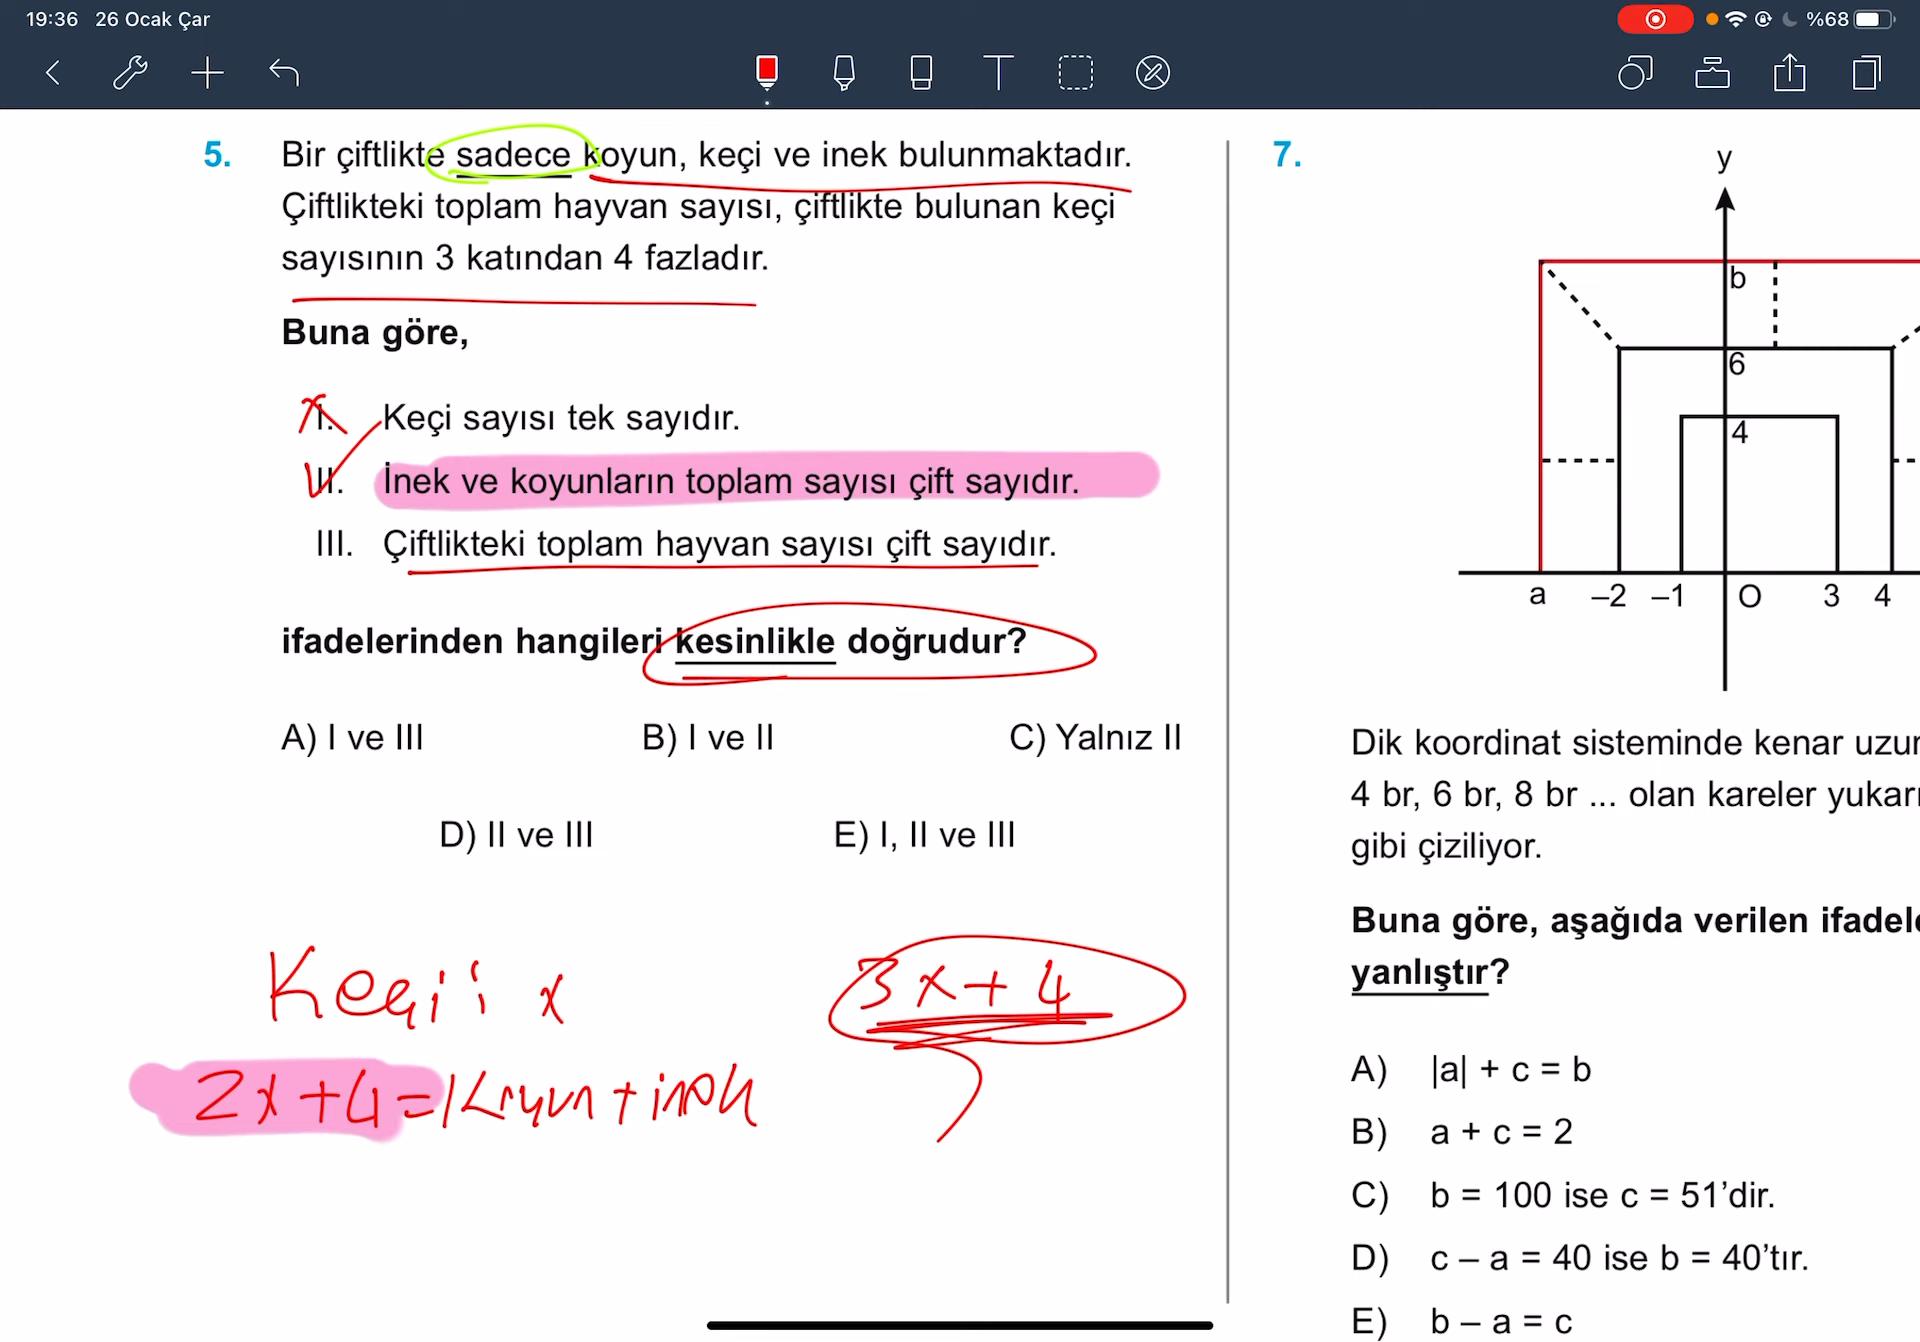 19:36 26 Ocak Çar
%68
5. Bir çiftlikte sadece koyun, keçi ve inek bulunmaktadır.
Çiftlikteki toplam hayvan sayısı, çiftlikte bulunan keçi
sayısının 3 katından 4 fazladır.
Buna göre,
I. Keçi sayısı tek sayıdır.
II. İnek ve koyunların toplam sayısı çift sayıdır.
III. Çiftlikteki toplam hayvan sayısı çift sayıdır.
ifadelerinden hangileri kesinlikle doğrudur?
A) I ve III B) I ve II C) Yalnız II
D) II ve III E) I, II ve III
Keçi : x 3x+4
2x+4=Koyun+inek
7.
y
b
6
4
a –2 –1 O 3 4
Dik koordinat sisteminde kenar uzun
4 br, 6 br, 8 br ... olan kareler yukarı
gibi çiziliyor.
Buna göre, aşağıda verilen ifadele
yanlıştır?
A) |a| + c = b
B) a + c = 2
C) b = 100 ise c = 51’dir.
D) c – a = 40 ise b = 40’tır.
E) b – a = c